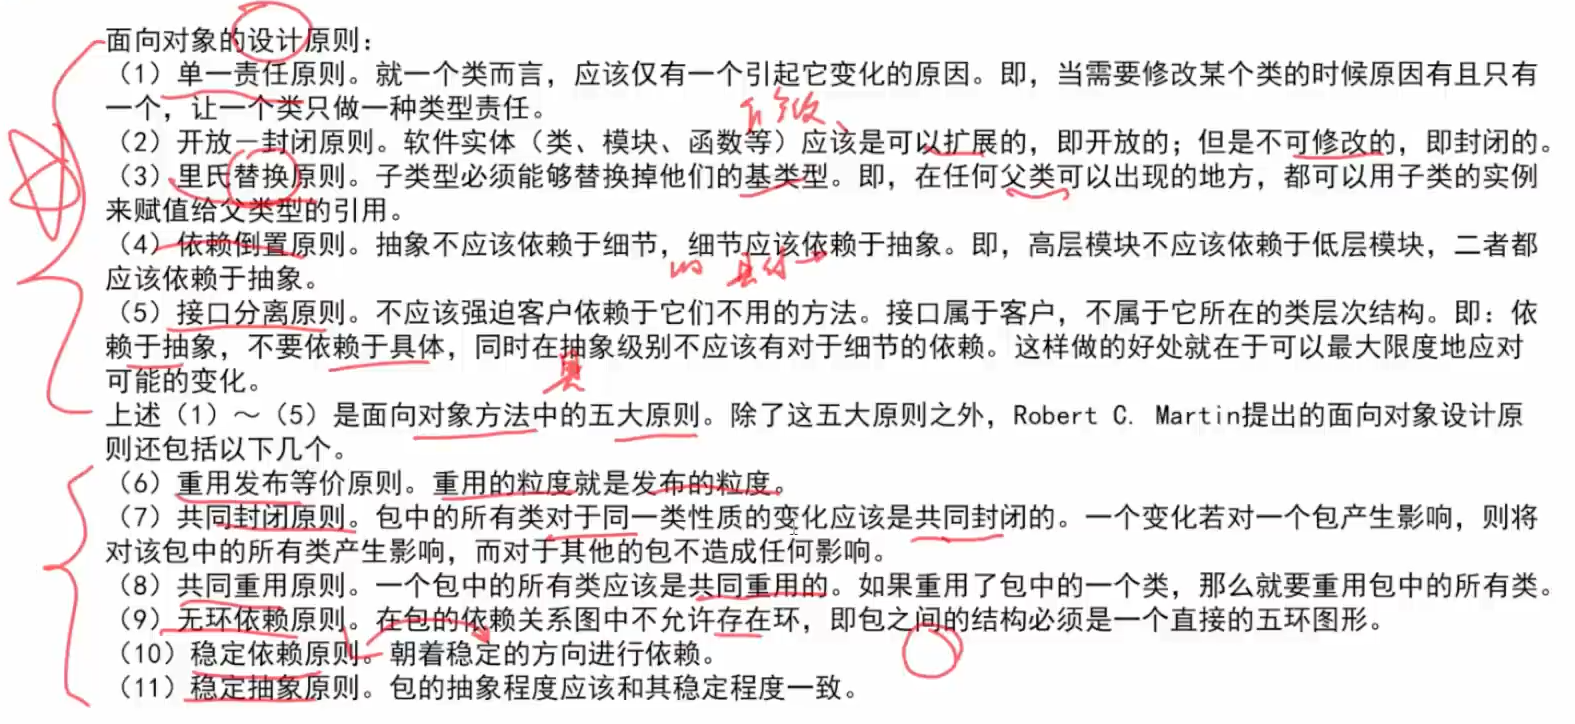 面向对象的设计原则：
（1）单一责任原则。就一个类而言，应该仅有一个引起它变化的原因。即，当需要修改某个类的时候原因有且只有
一个，让一个类只做一种类型责任。
（2）开放－封闭原则。软件实体（类、模块、函数等）应该是可以扩展的，即开放的；但是不可修改的，即封闭的。
（3）里氏替换原则。子类型必须能够替换掉他们的基类型。即，在任何父类可以出现的地方，都可以用子类的实例
来赋值给父类型的引用。
（4）依赖倒置原则。抽象不应该依赖于细节，细节应该依赖于抽象。即，高层模块不应该依赖于低层模块，二者都
应该依赖于抽象。
（5）接口分离原则。不应该强迫客户依赖于它们不用的方法。接口属于客户，不属于它所在的类层次结构。即：依
赖于抽象，不要依赖于具体，同时在抽象级别不应该有对于细节的依赖。这样做的好处就在于可以最大限度地应对
可能的变化。
上述（1）～（5）是面向对象方法中的五大原则。除了这五大原则之外，Robert C. Martin提出的面向对象设计原
则还包括以下几个。
（6）重用发布等价原则。重用的粒度就是发布的粒度。
（7）共同封闭原则。包中的所有类对于同一类性质的变化应该是共同封闭的。一个变化若对一个包产生影响，则将
对该包中的所有类产生影响，而对于其他的包不造成任何影响。
（8）共同重用原则。一个包中的所有类应该是共同重用的。如果重用了包中的一个类，那么就要重用包中的所有类。
（9）无环依赖原则。在包的依赖关系图中不允许存在环，即包之间的结构必须是一个直接的五环图形。
（10）稳定依赖原则。朝着稳定的方向进行依赖。
（11）稳定抽象原则。包的抽象程度应该和其稳定程度一致。